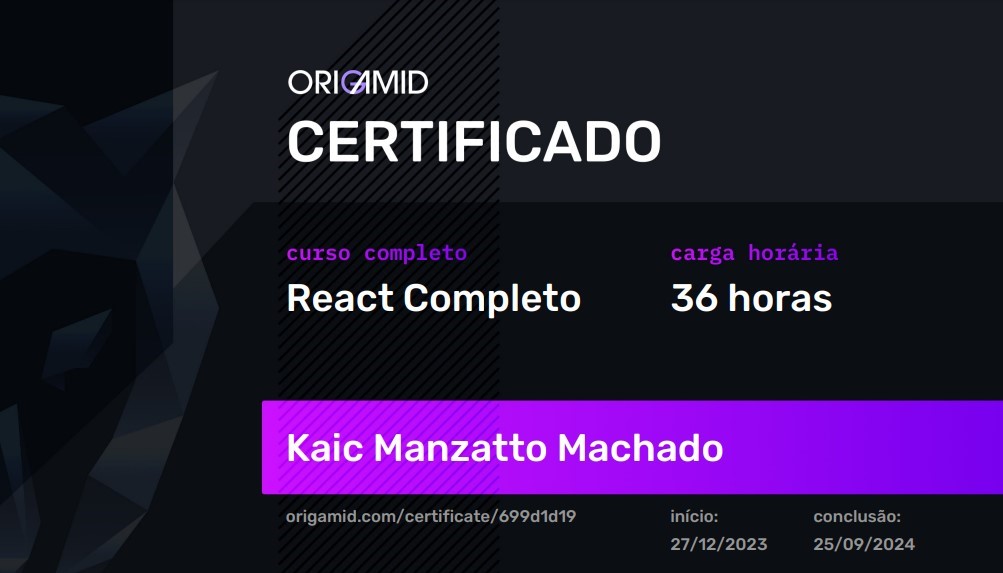 ORIGAMID
CERTIFICADO
curso completo
React Completo
carga horária
36 horas
Kaic Manzatto Machado
origamid.com/certificate/699d1d19
início:
27/12/2023
conclusão:
25/09/2024